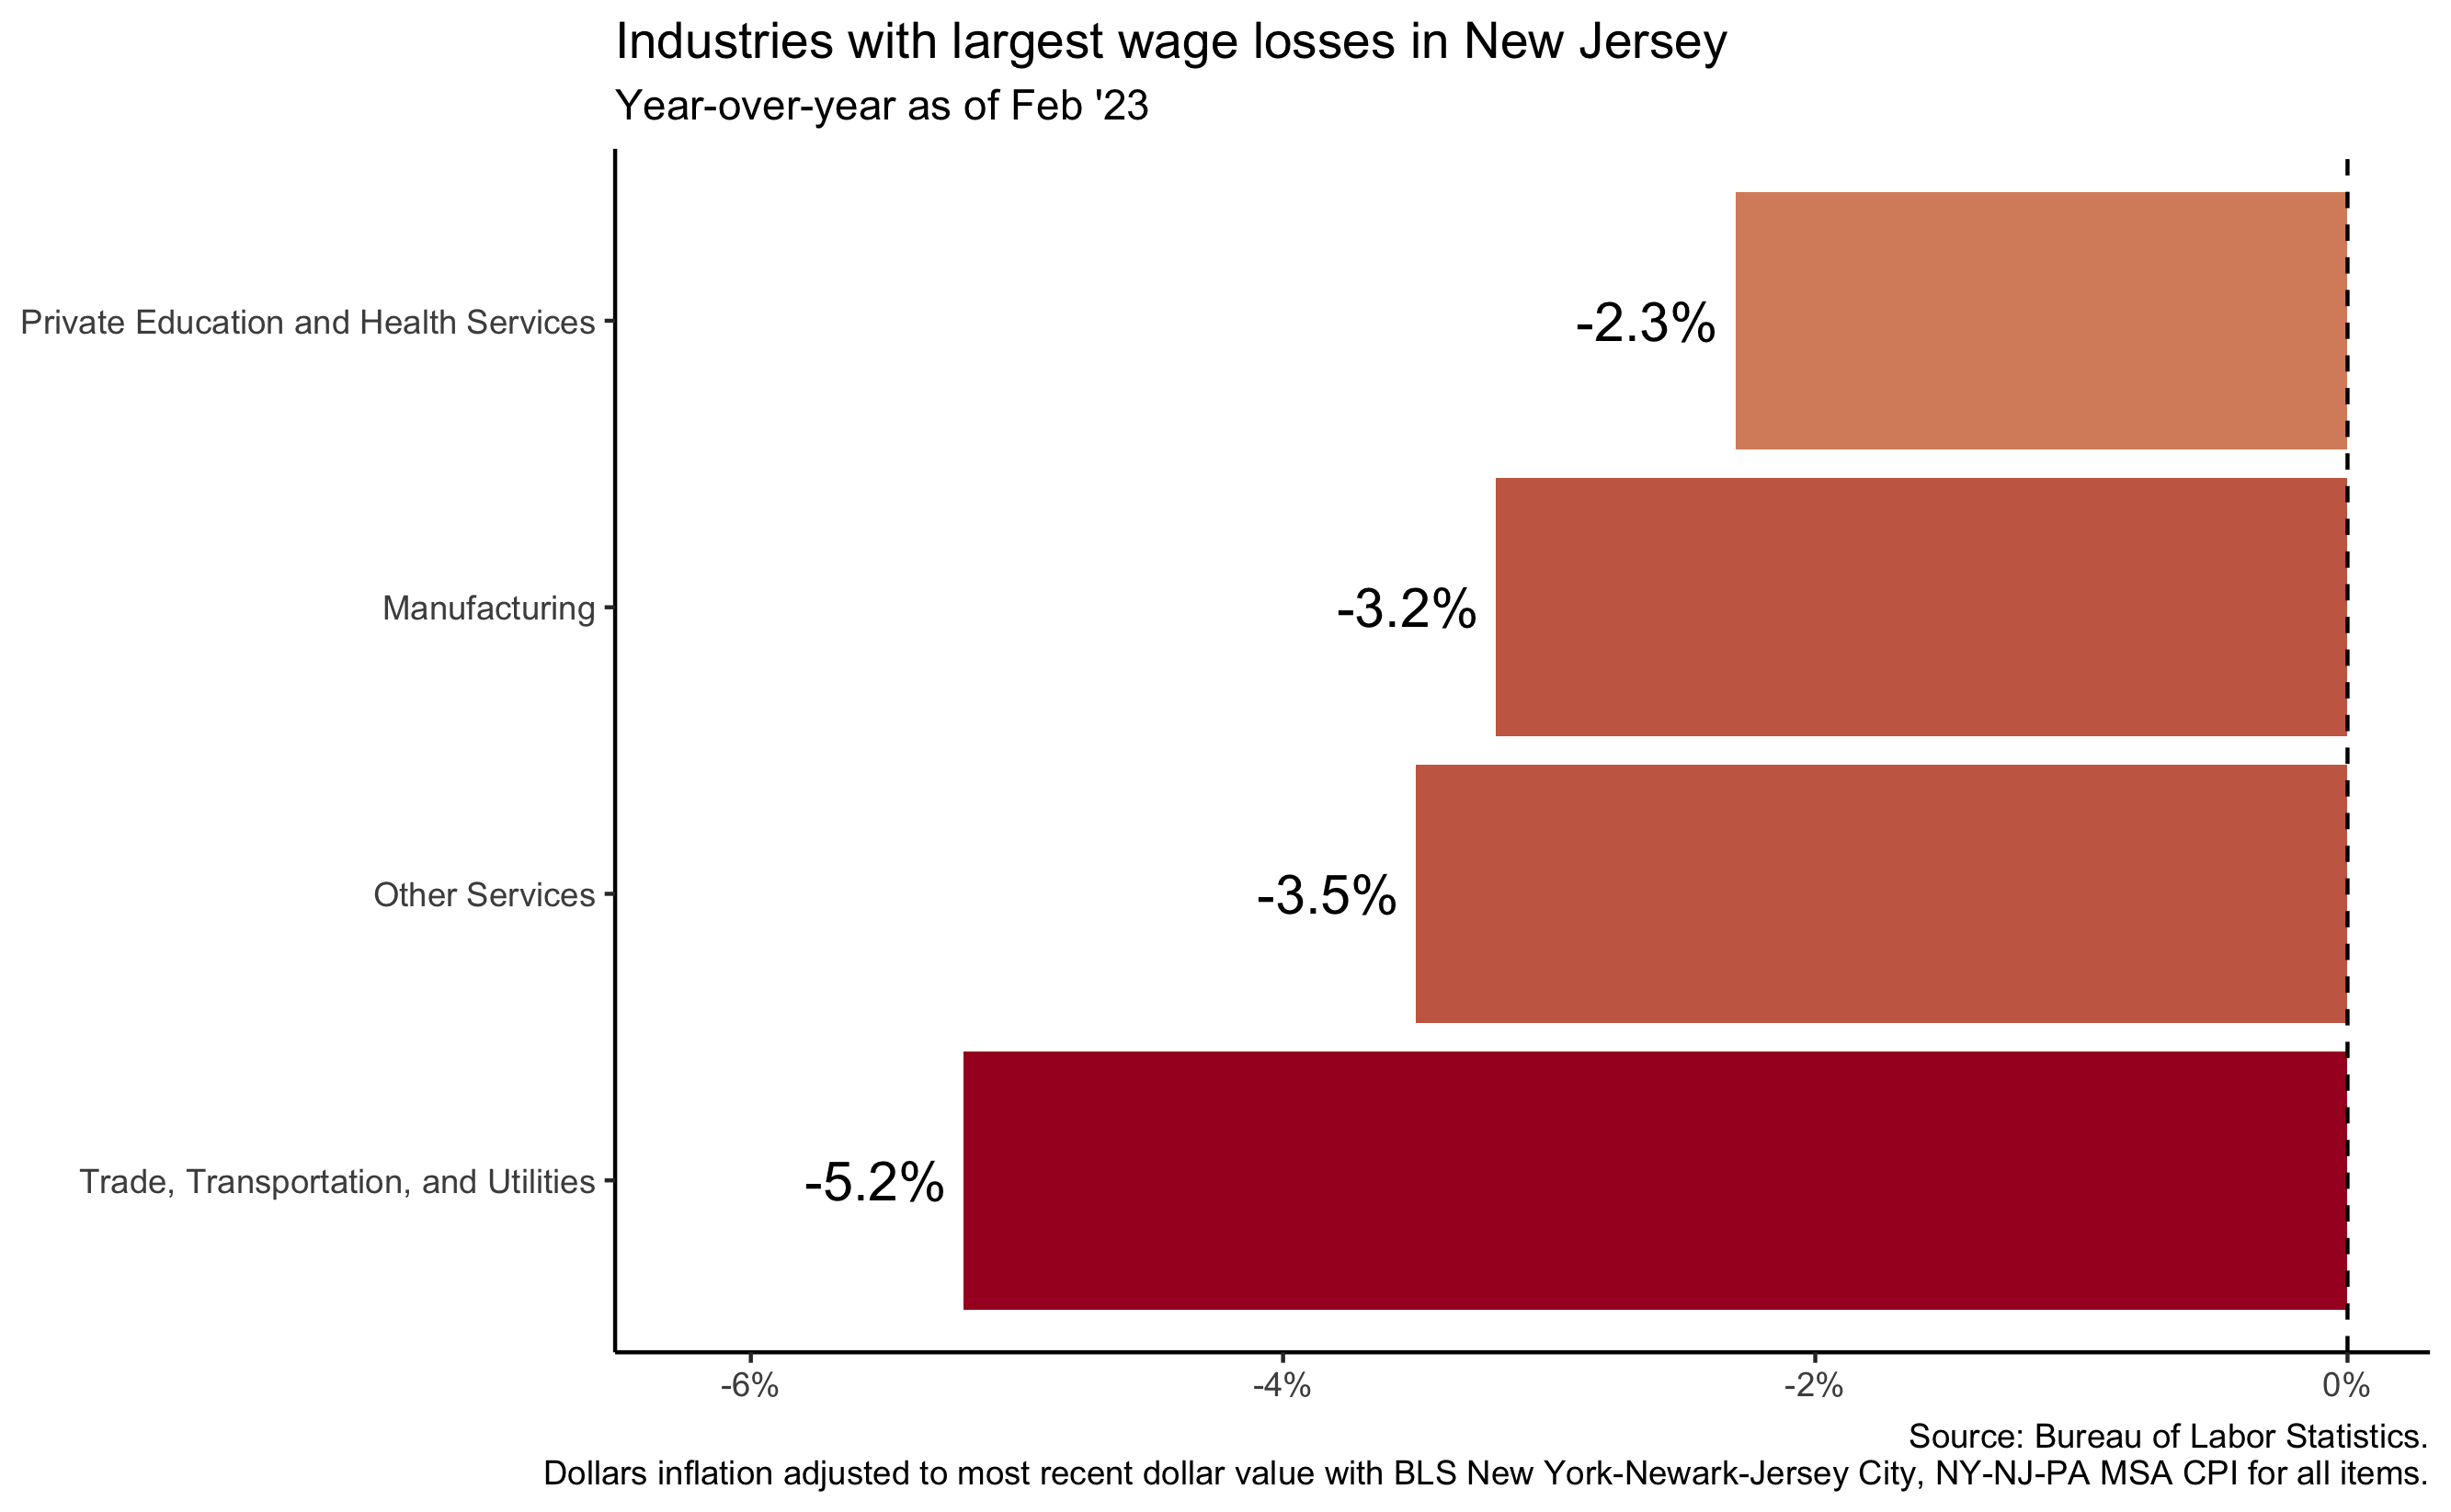 Industries with largest wage losses in New Jersey
Year-over-year as of Feb '23
Private Education and Health Services
-2.3%
Manufacturing
-3.2%
Other Services
-3.5%
Trade, Transportation, and Utilities
-5.2%
-6%
-4%
-2%
0%
Source: Bureau of Labor Statistics.
Dollars inflation adjusted to most recent dollar value with BLS New York-Newark-Jersey City, NY-NJ-PA MSA CPI for all items.